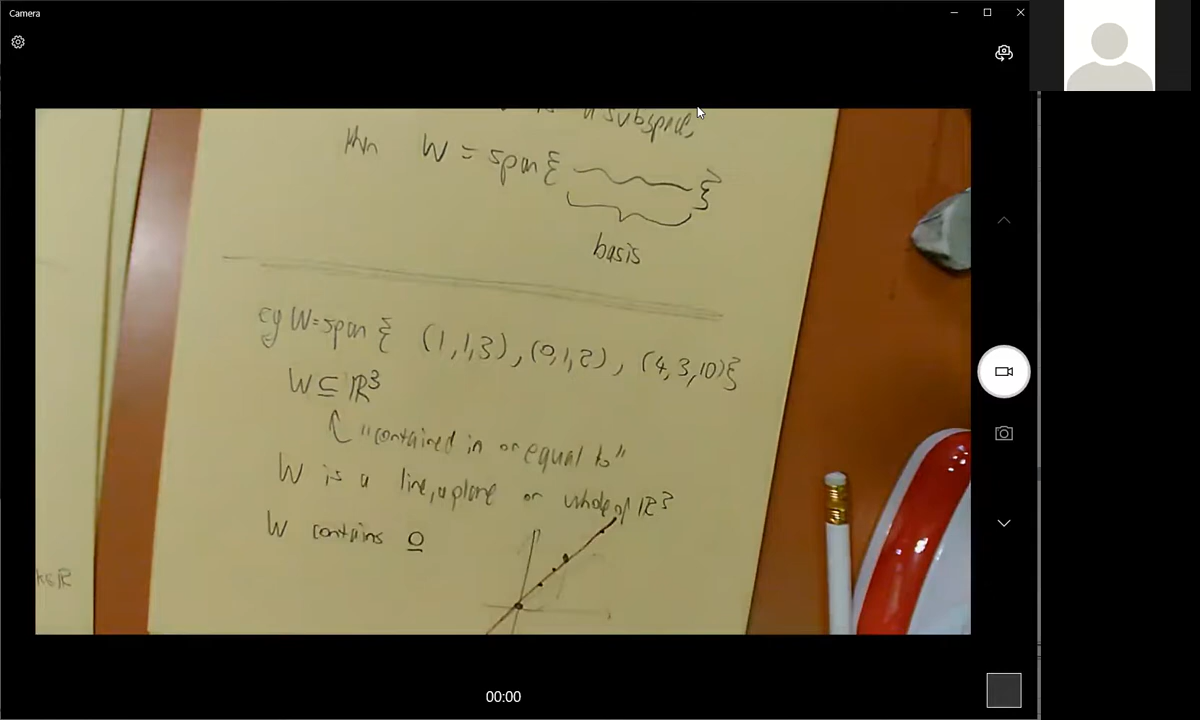 Camera
a subspace,
then W = span{ }
basis
eg W=span { (1,1,3), (0,1,2), (4,3,10)}
W ⊆ ℝ³
"contained in or equal to"
W is a line, a plane or whole of ℝ³
W contains 0
k∈ℝ
00:00